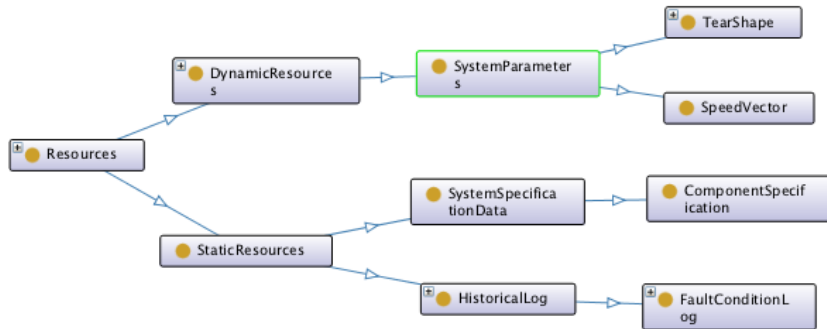 TearShape
DynamicResource
s
SystemParameter
s
SpeedVector
Resources
SystemSpecifica
tionData
ComponentSpecif
ication
StaticResources
HistoricalLog
FaultConditionL
og